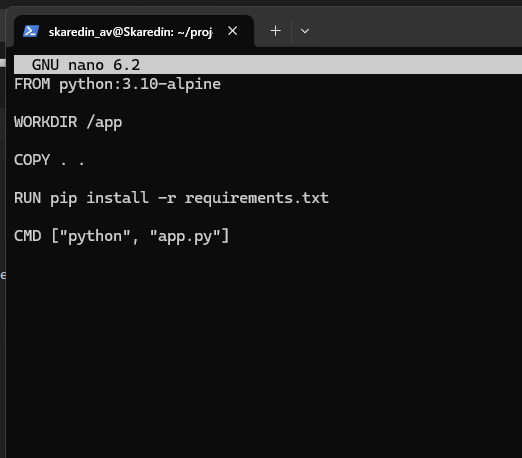 skaredin_av@Skaredin: ~/proj
GNU nano 6.2
FROM python:3.10-alpine
WORKDIR /app
COPY . .
RUN pip install -r requirements.txt
CMD ["python", "app.py"]